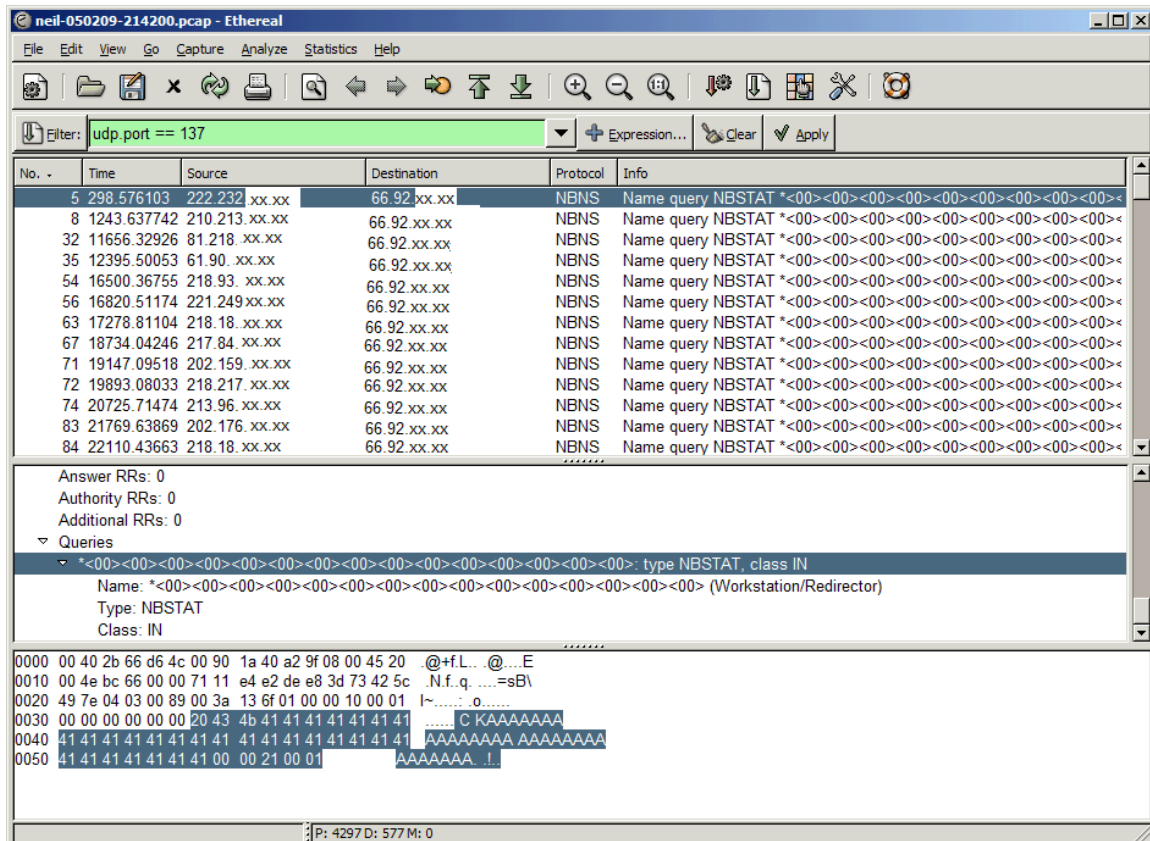 neil-050209-214200.pcap - Ethereal
File Edit View Go Capture Analyze Statistics Help
Filter: udp.port == 137 Expression... Clear Apply
No. . Time Source Destination Protocol Info
5 298.576103 222.232.xx.xx 66.92.xx.xx NBNS Name query NBSTAT *<00><00><00><00><00><00><00><00><00><
8 1243.637742 210.213.xx.xx 66.92.xx.xx NBNS Name query NBSTAT *<00><00><00><00><00><00><00><00><00><
32 11656.32926 81.218.xx.xx 66.92.xx.xx NBNS Name query NBSTAT *<00><00><00><00><00><00><00><00><00><
35 12395.50053 61.90. xx.xx 66.92.xx.xx NBNS Name query NBSTAT *<00><00><00><00><00><00><00><00><00><
54 16500.36755 218.93. xx.xx 66.92.xx.xx NBNS Name query NBSTAT *<00><00><00><00><00><00><00><00><00><
56 16820.51174 221.249 xx.xx 66.92.xx.xx NBNS Name query NBSTAT *<00><00><00><00><00><00><00><00><00><
63 17278.81104 218.18. xx.xx 66.92.xx.xx NBNS Name query NBSTAT *<00><00><00><00><00><00><00><00><00><
67 18734.04246 217.84. xx.xx 66.92.xx.xx NBNS Name query NBSTAT *<00><00><00><00><00><00><00><00><00><
71 19147.09518 202.159. xx.xx 66.92.xx.xx NBNS Name query NBSTAT *<00><00><00><00><00><00><00><00><00><
72 19893.08033 218.217. xx.xx 66.92.xx.xx NBNS Name query NBSTAT *<00><00><00><00><00><00><00><00><00><
74 20725.71474 213.96. xx.xx 66.92.xx.xx NBNS Name query NBSTAT *<00><00><00><00><00><00><00><00><00><
83 21769.63869 202.176. xx.xx 66.92.xx.xx NBNS Name query NBSTAT *<00><00><00><00><00><00><00><00><00><
84 22110.43663 218.18. xx.xx 66.92.xx.xx NBNS Name query NBSTAT *<00><00><00><00><00><00><00><00><00><
Answer RRs: 0
Authority RRs: 0
Additional RRs: 0
Queries
*<00><00><00><00><00><00><00><00><00><00><00><00><00><00><00>: type NBSTAT, class IN
Name: *<00><00><00><00><00><00><00><00><00><00><00><00><00><00><00> (Workstation/Redirector)
Type: NBSTAT
Class: IN
0000 00 40 2b 66 d6 4c 00 90 1a 40 a2 9f 08 00 45 20 .@+f.L.. .@....E
0010 00 4e bc 66 00 00 71 11 e4 e2 de e8 3d 73 42 5c .N.f..q. ....=sB\
0020 49 7e 04 03 00 89 00 3a 13 6f 01 00 00 10 00 01 I~.....: .o......
0030 00 00 00 00 00 00 20 43 4b 41 41 41 41 41 41 41 ...... C KAAAAAAA
0040 41 41 41 41 41 41 41 41 41 41 41 41 41 41 41 41 AAAAAAAA AAAAAAAA
0050 41 41 41 41 41 41 41 00 00 21 00 01 AAAAAAA. .!..
P: 4297 D: 577 M: 0